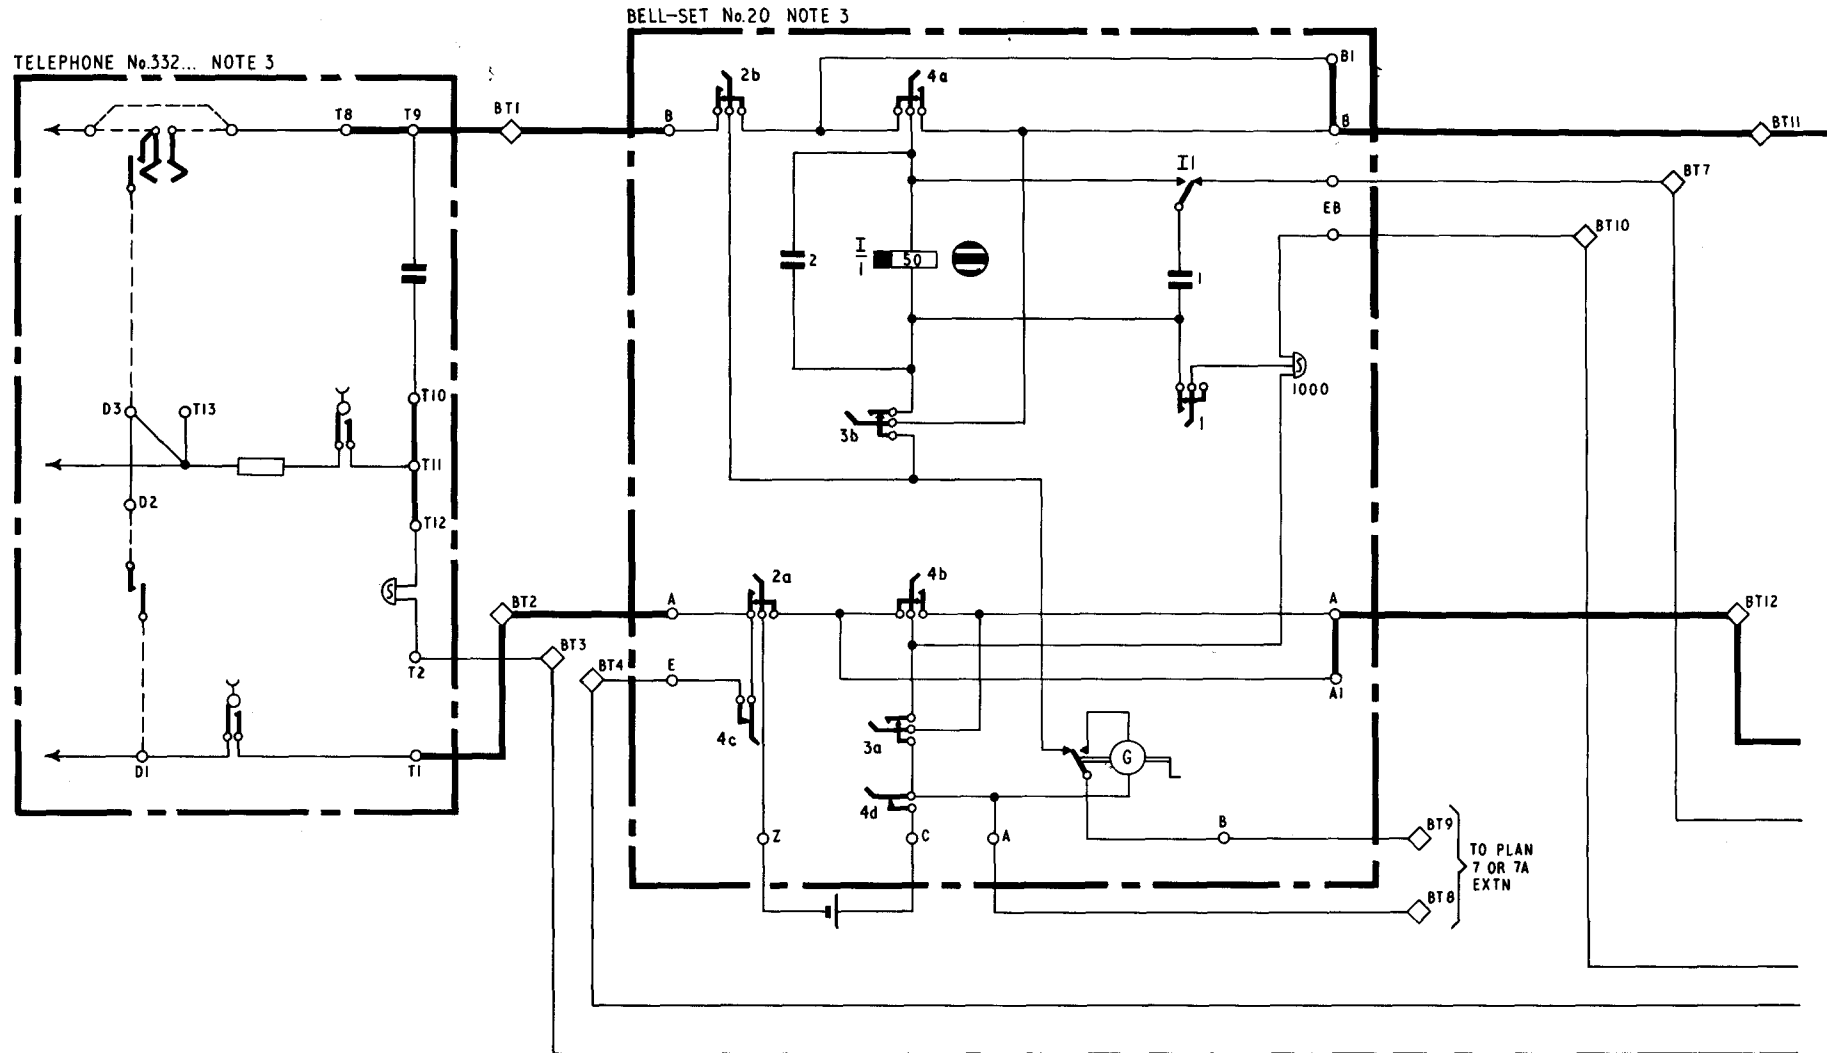 BELL-SET No.20 NOTE 3
TELEPHONE No.332... NOTE 3
2b
4a
B1
T8
T9
BT1
B
B
BT11
I1
BT7
EB
BT10
2
I
1
50
1
1000
D3
T13
T10
3b
1
T11
D2
T12
2a
4b
A
A
BT2
BT12
BT3
T2
BT4
E
A1
4c
3a
G
D1
T1
4d
Z
C
A
B
BT9
TO PLAN
7 OR 7A
EXTN
BT8